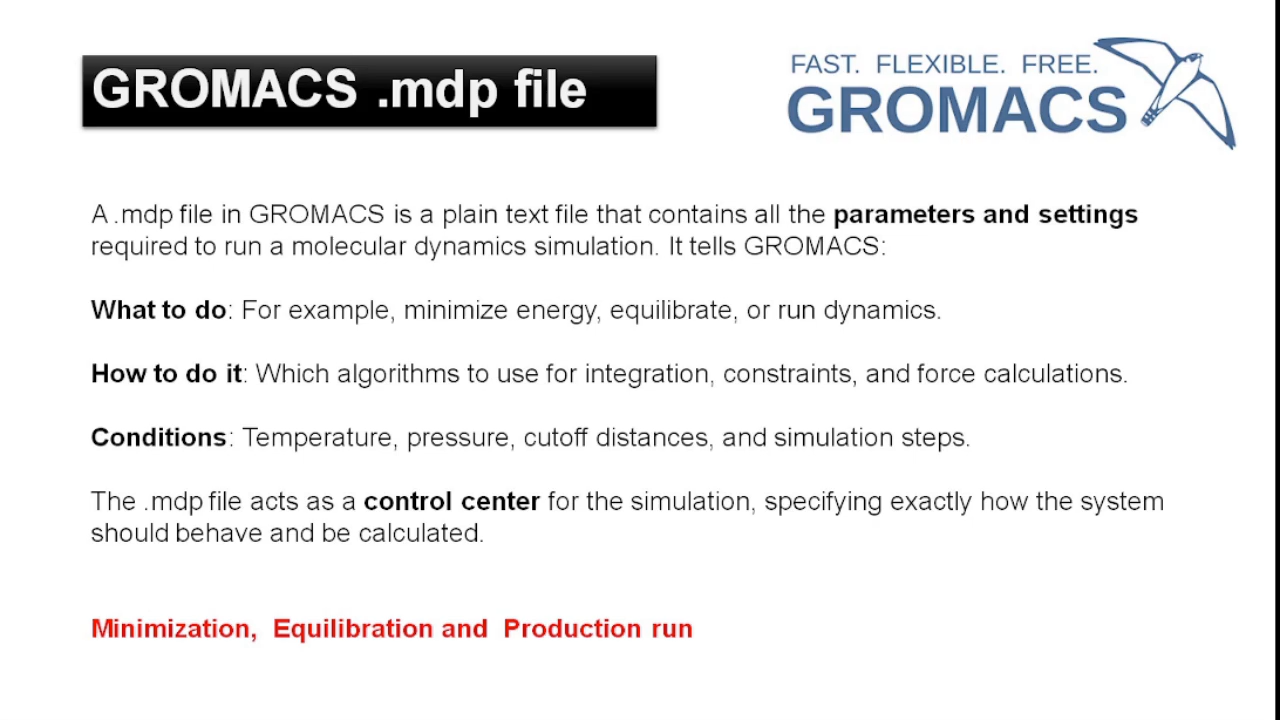 GROMACS .mdp file
FAST. FLEXIBLE. FREE.
GROMACS
A .mdp file in GROMACS is a plain text file that contains all the parameters and settings
required to run a molecular dynamics simulation. It tells GROMACS:
What to do: For example, minimize energy, equilibrate, or run dynamics.
How to do it: Which algorithms to use for integration, constraints, and force calculations.
Conditions: Temperature, pressure, cutoff distances, and simulation steps.
The .mdp file acts as a control center for the simulation, specifying exactly how the system
should behave and be calculated.
Minimization, Equilibration and Production run